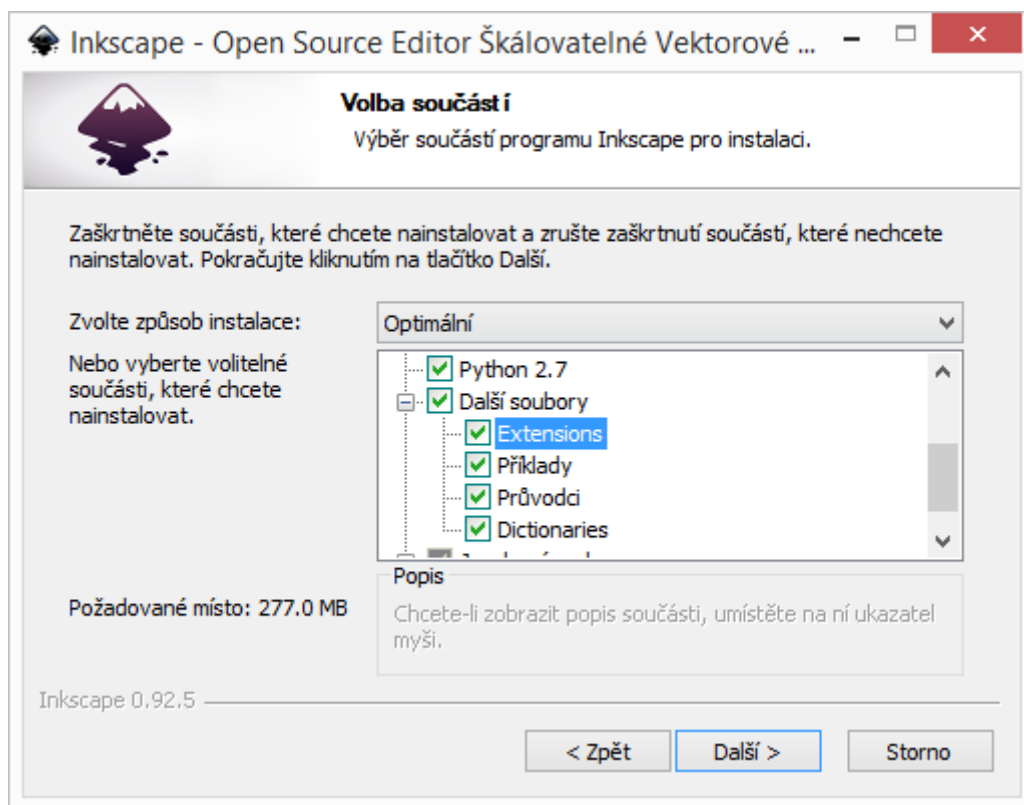 Inkscape - Open Source Editor Škálovatelné Vektorové ...
Volba součástí
Výběr součástí programu Inkscape pro instalaci.
Zaškrtněte součásti, které chcete nainstalovat a zrušte zaškrtnutí součástí, které nechcete
nainstalovat. Pokračujte kliknutím na tlačítko Další.
Zvolte způsob instalace:
Optimální
Nebo vyberte volitelné
součásti, které chcete
nainstalovat.
Python 2.7
Další soubory
Extensions
Příklady
Průvodci
Dictionaries
Požadované místo: 277.0 MB
Popis
Chcete-li zobrazit popis součásti, umístěte na ní ukazatel
myši.
Inkscape 0.92.5
< Zpět
Další >
Storno